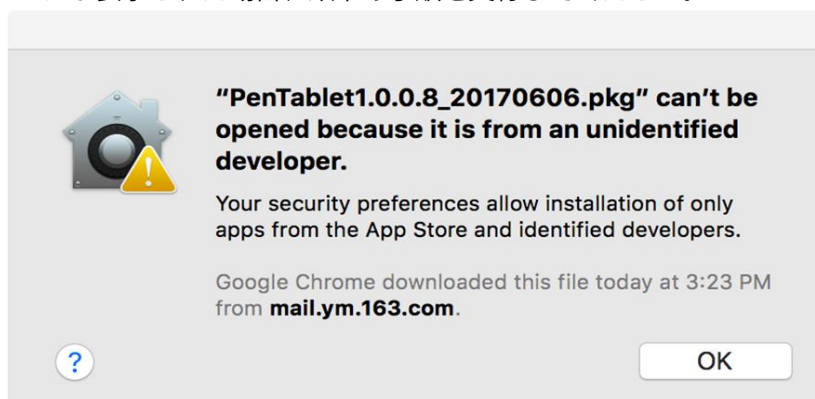 “PenTablet1.0.0.8_20170606.pkg” can’t be
opened because it is from an unidentified
developer.
Your security preferences allow installation of only
apps from the App Store and identified developers.
Google Chrome downloaded this file today at 3:23 PM
from mail.ym.163.com.
?
OK